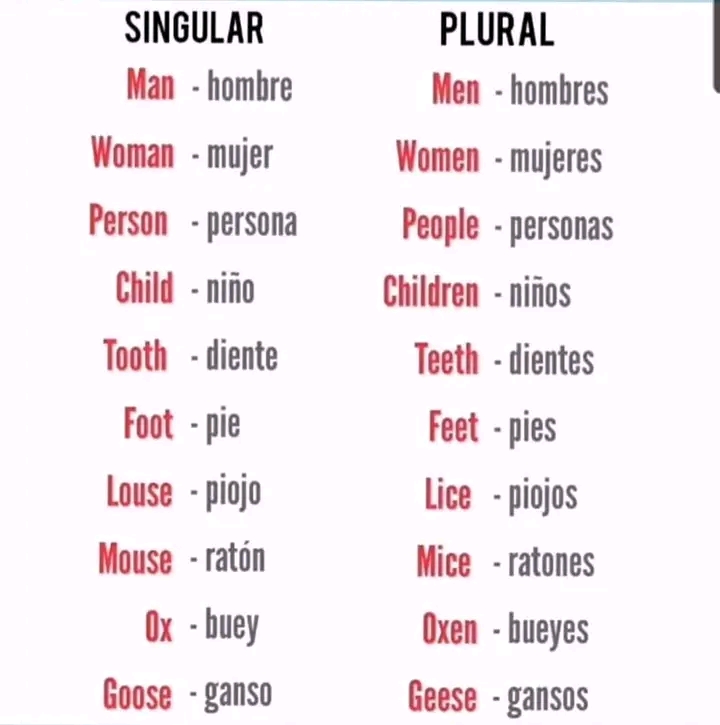 SINGULAR PLURAL
Man - hombre Men - hombres
Woman - mujer Women - mujeres
Person - persona People - personas
Child - niño Children - niños
Tooth - diente Teeth - dientes
Foot - pie Feet - pies
Louse - piojo Lice - piojos
Mouse - ratón Mice - ratones
Ox - buey Oxen - bueyes
Goose - ganso Geese - gansos